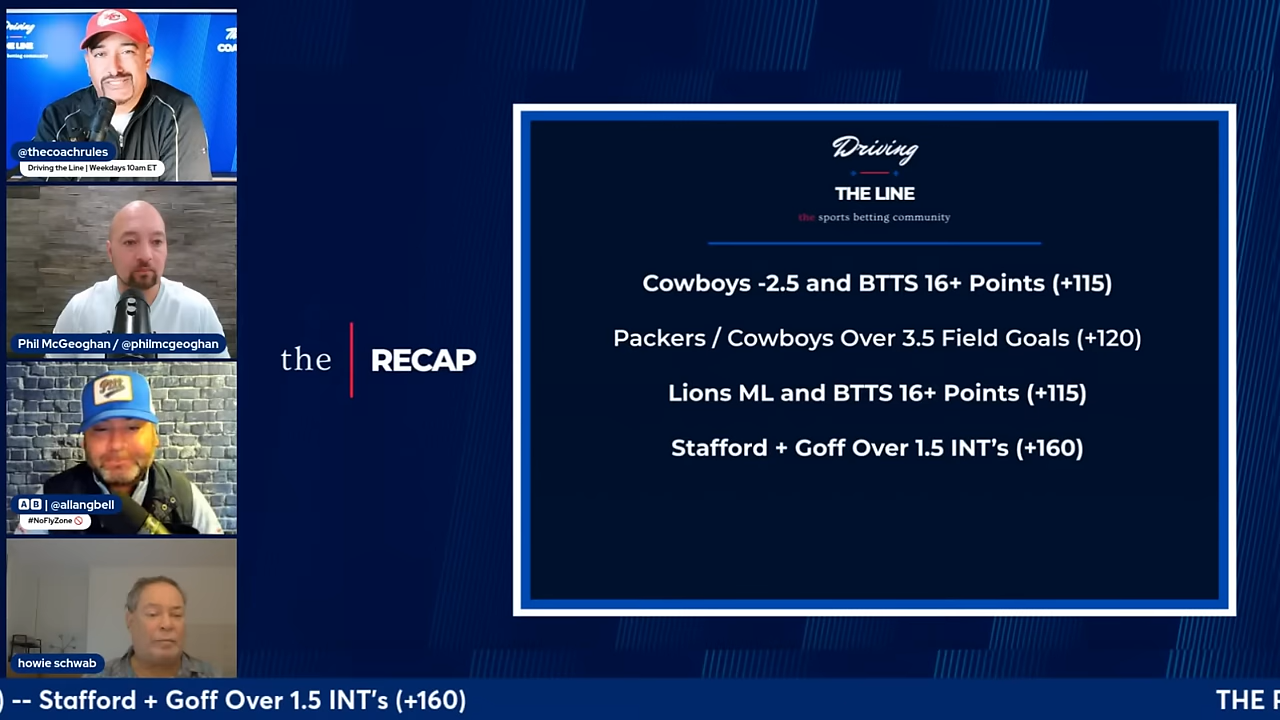 Driving
THE LINE
@thecoachrules
Driving the Line | Weekdays 10am ET
Phil McGeoghan / @philmcgeoghan
AB | @allangbell
#NoFlyZone 🚫
howie schwab
the RECAP
Driving
THE LINE
the sports betting community
Cowboys -2.5 and BTTS 16+ Points (+115)
Packers / Cowboys Over 3.5 Field Goals (+120)
Lions ML and BTTS 16+ Points (+115)
Stafford + Goff Over 1.5 INT’s (+160)
) -- Stafford + Goff Over 1.5 INT's (+160)
THE